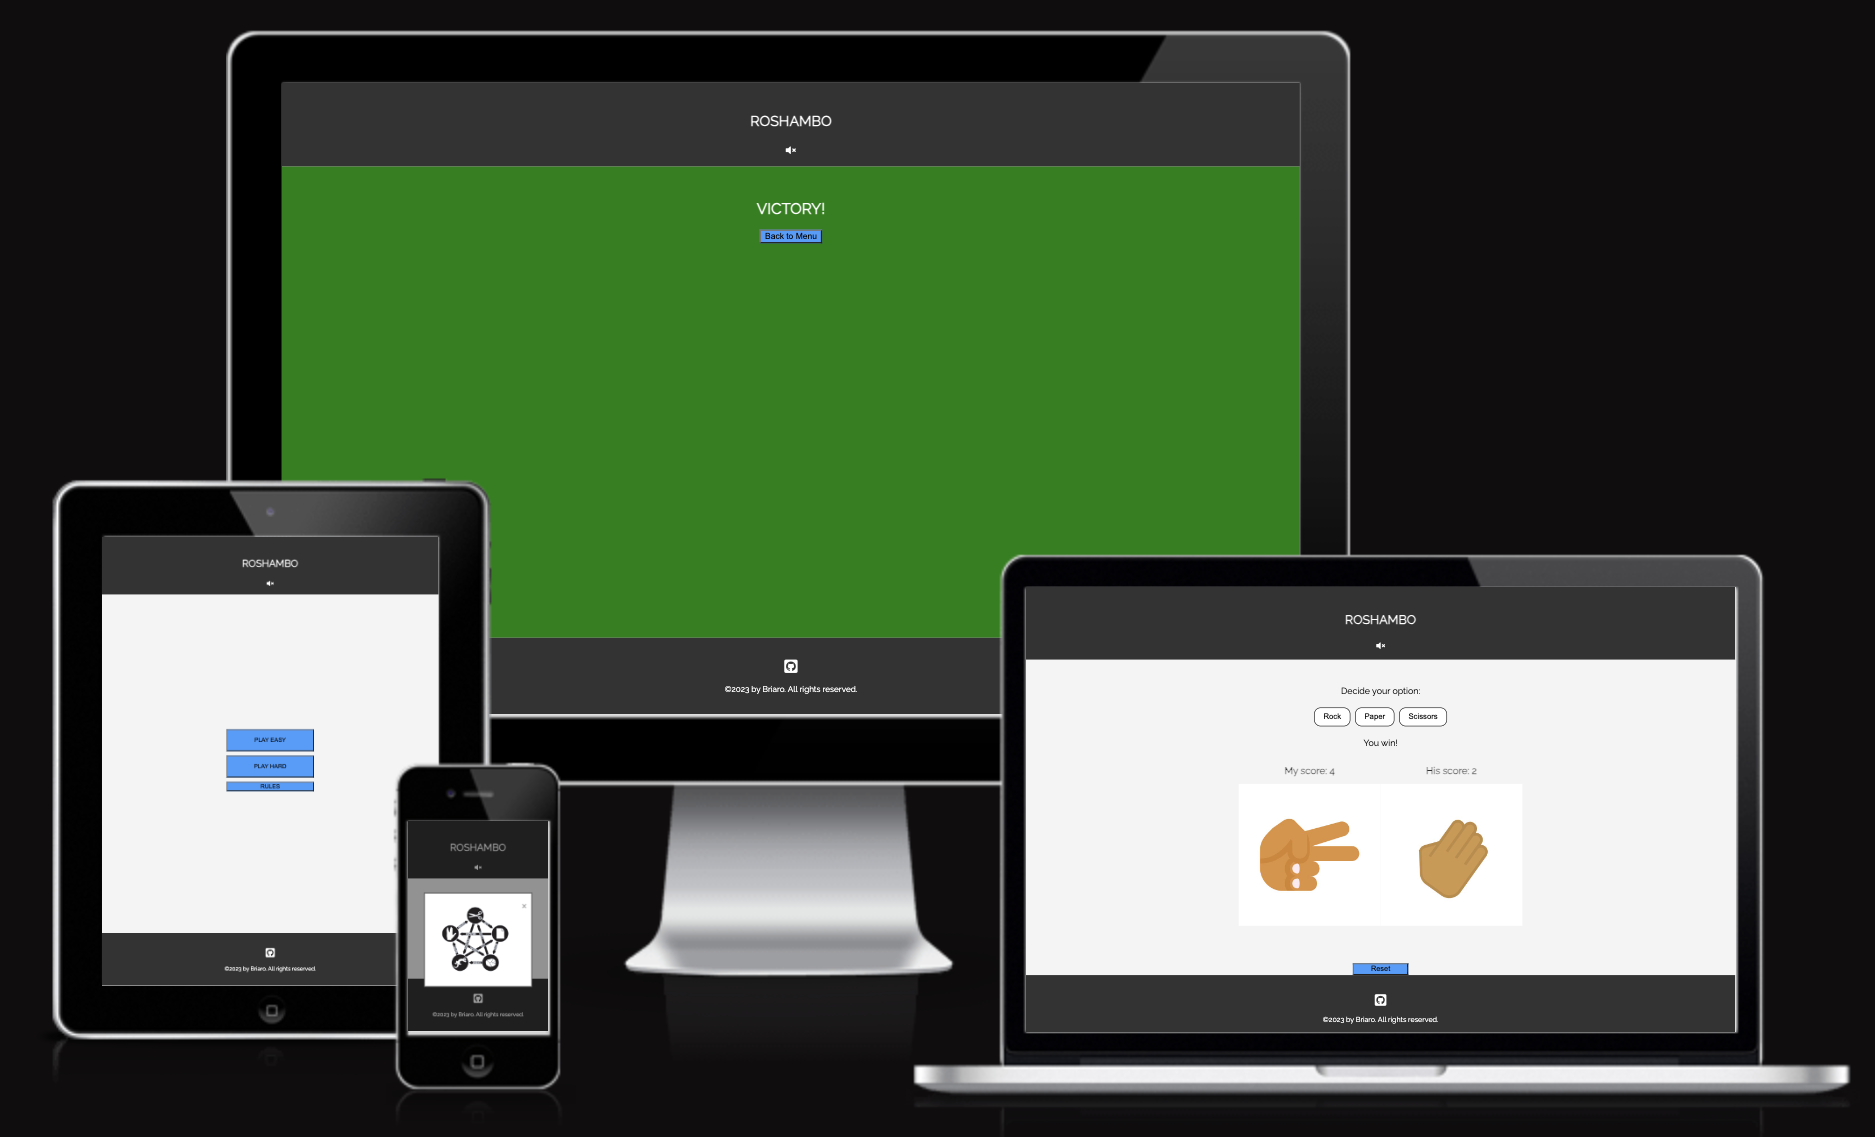 ROSHAMBO
VICTORY!
Back to Menu
©2023 by Briaro. All rights reserved.
ROSHAMBO
PLAY EASY
PLAY HARD
RULES
©2023 by Briaro. All rights reserved.
ROSHAMBO
×
©2023 by Briaro. All rights reserved.
ROSHAMBO
Decide your option:
Rock Paper Scissors
You win!
My score: 4 His score: 2
Reset
©2023 by Briaro. All rights reserved.